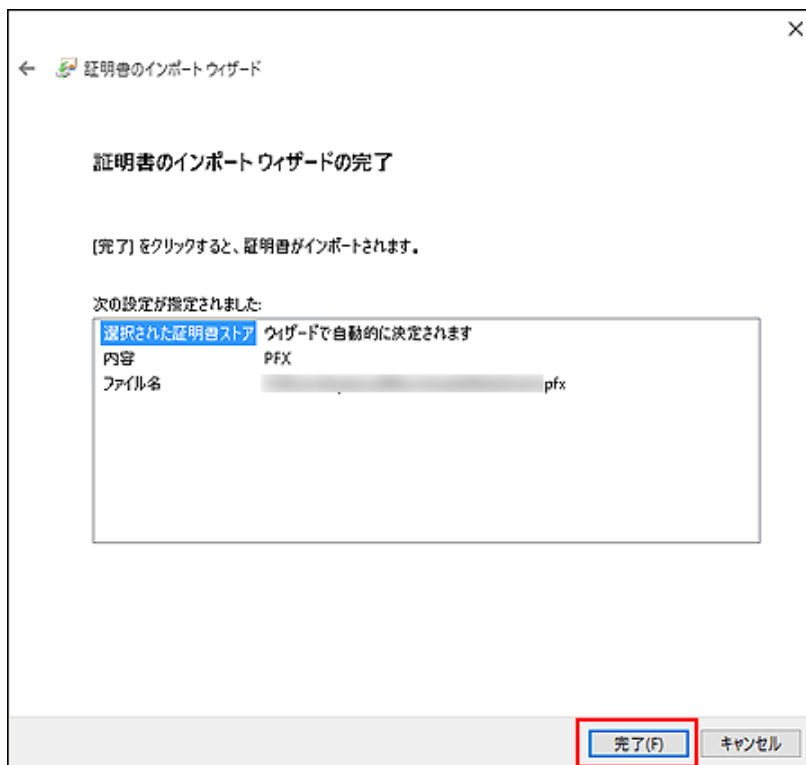 証明書のインポート ウィザード
証明書のインポート ウィザードの完了
[完了] をクリックすると、証明書がインポートされます。
次の設定が指定されました:
選択された証明書ストア ウィザードで自動的に決定されます
内容 PFX
ファイル名 pfx
完了(F) キャンセル